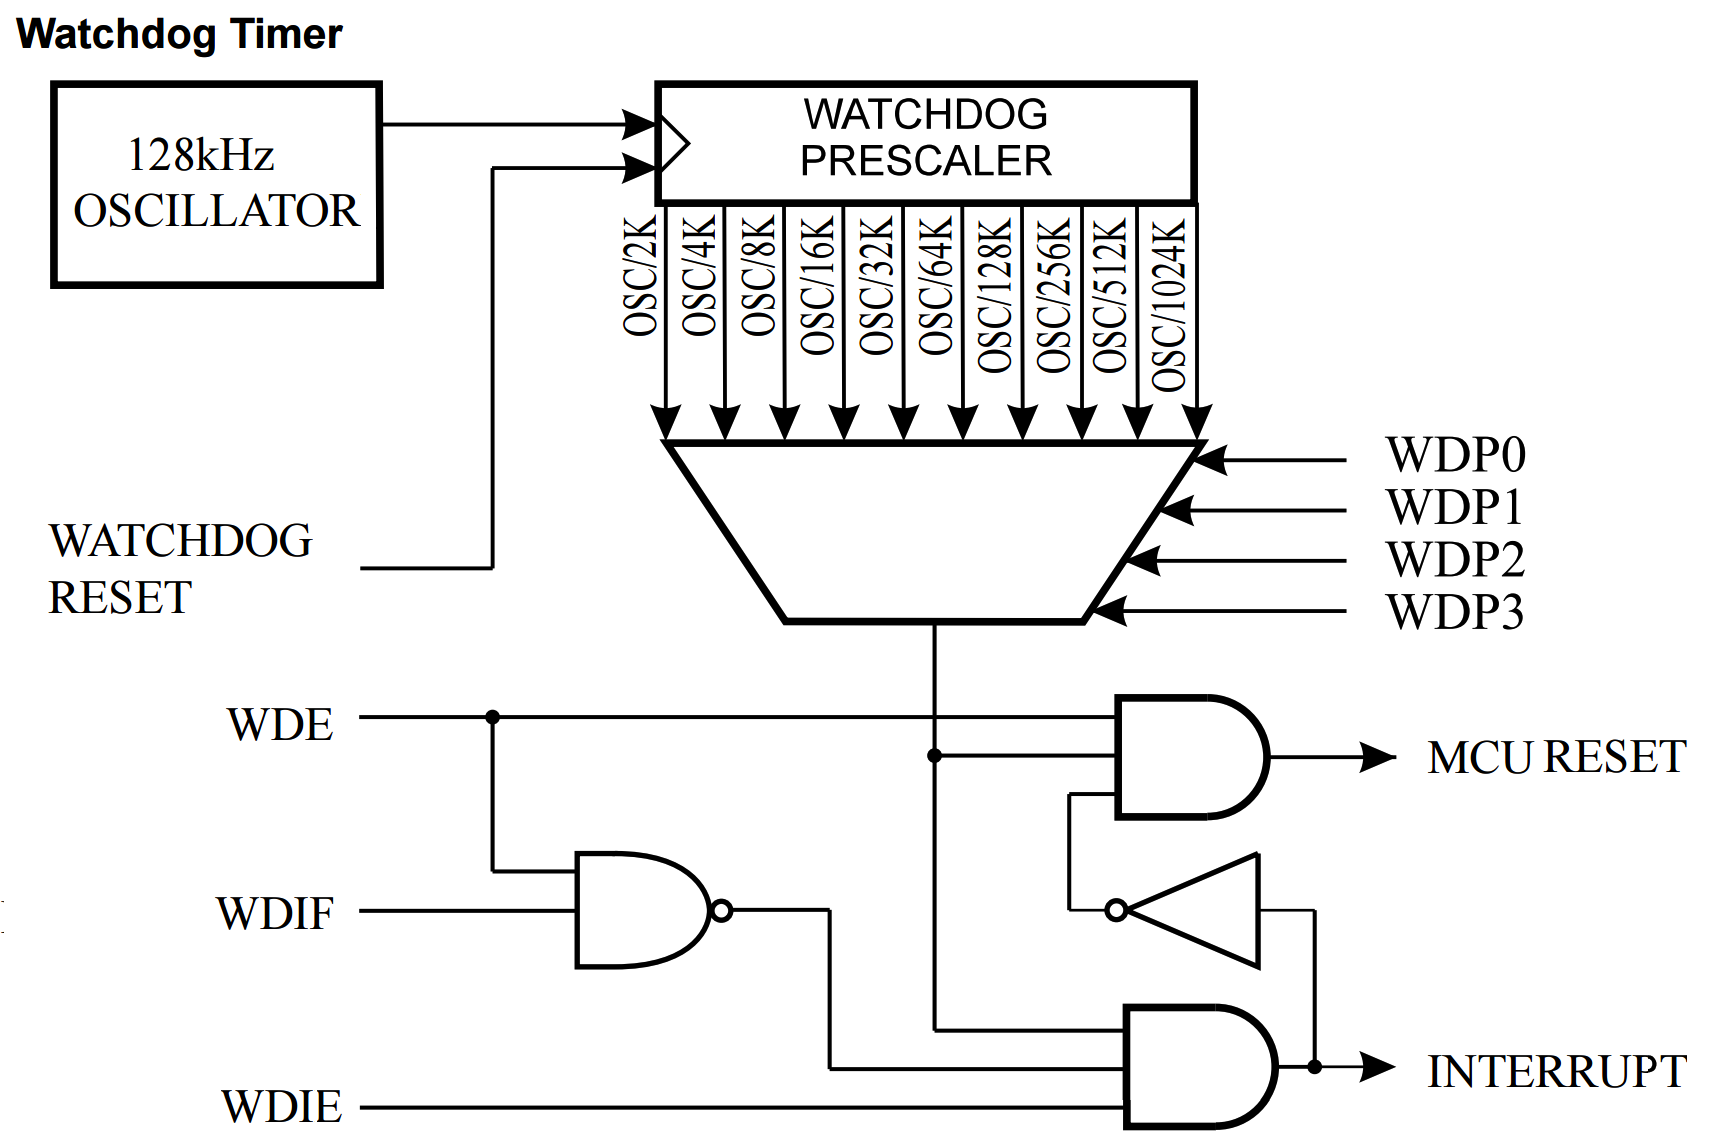 Watchdog Timer
128kHz
OSCILLATOR
WATCHDOG
PRESCALER
OSC/2K
OSC/4K
OSC/8K
OSC/16K
OSC/32K
OSC/64K
OSC/128K
OSC/256K
OSC/512K
OSC/1024K
WDP0
WDP1
WDP2
WDP3
WATCHDOG
RESET
WDE
MCU RESET
WDIF
INTERRUPT
WDIE